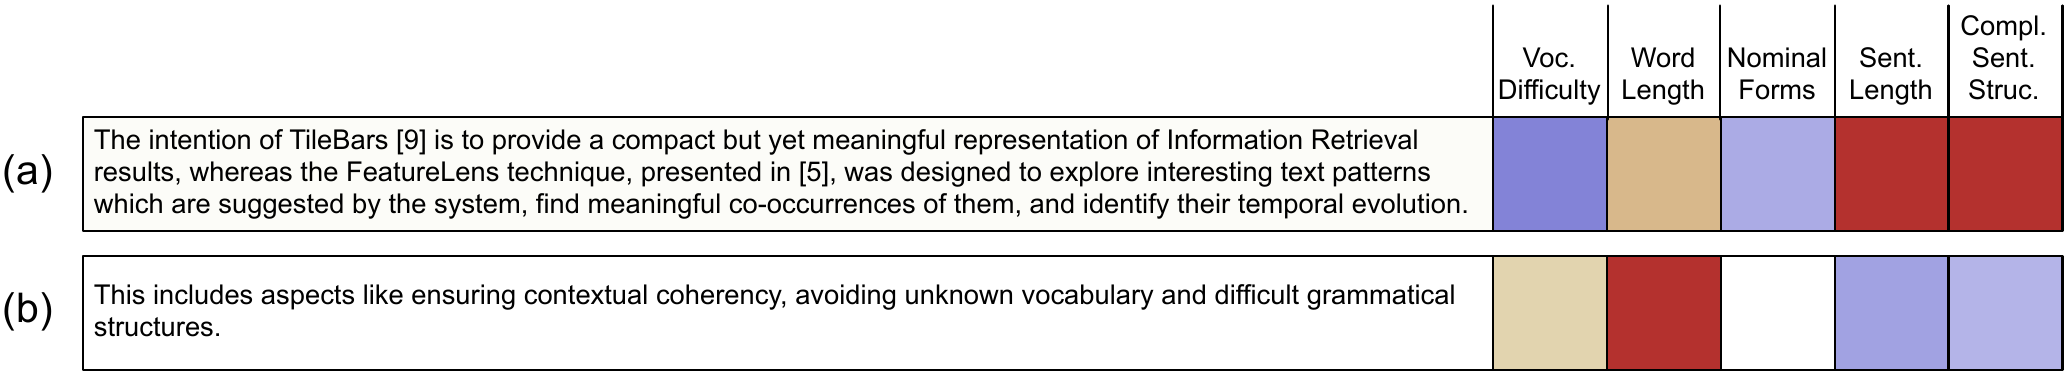 Voc.
Difficulty
Word
Length
Nominal
Forms
Sent.
Length
Compl.
Sent.
Struc.
(a)
The intention of TileBars [9] is to provide a compact but yet meaningful representation of Information Retrieval
results, whereas the FeatureLens technique, presented in [5], was designed to explore interesting text patterns
which are suggested by the system, find meaningful co-occurrences of them, and identify their temporal evolution.
(b)
This includes aspects like ensuring contextual coherency, avoiding unknown vocabulary and difficult grammatical
structures.